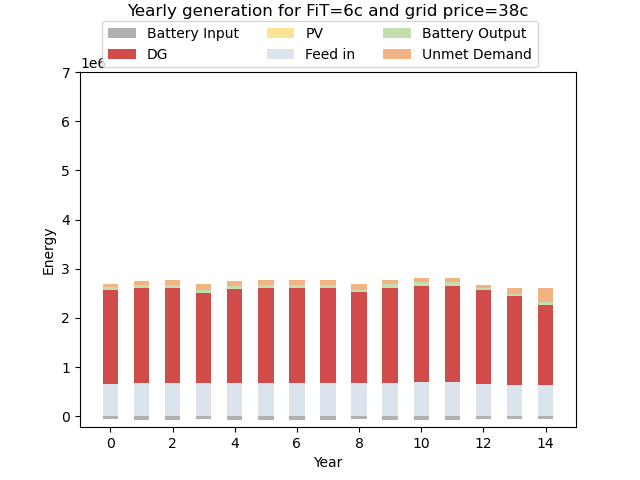 Yearly generation for FiT=6c and grid price=38c
Battery Input PV Battery Output
DG Feed in Unmet Demand
1e6
7
6
5
4
3
2
1
0
Energy
0 2 4 6 8 10 12 14
Year